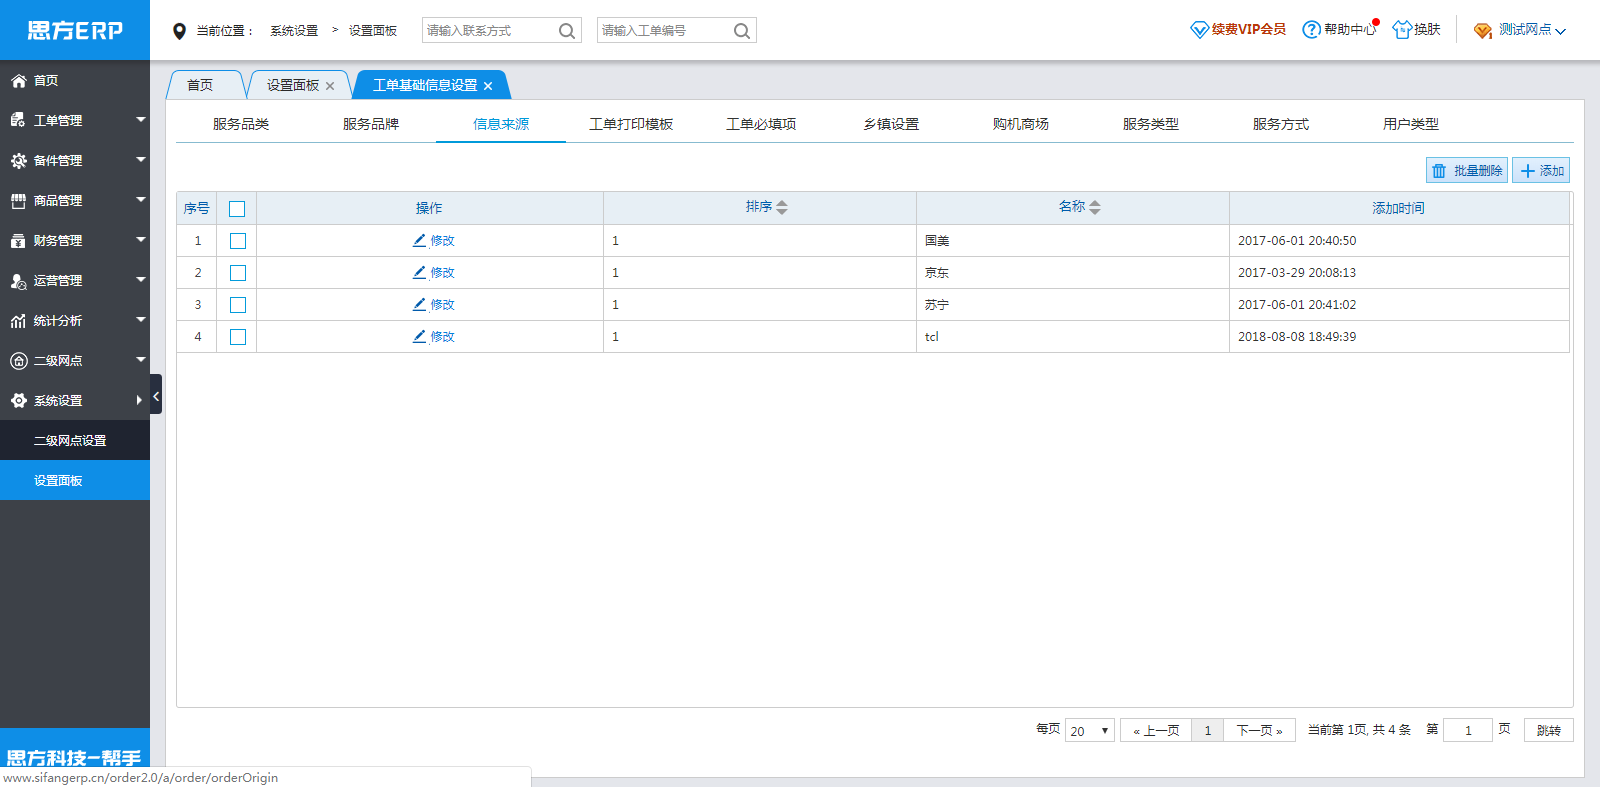 思方ERP
当前位置： 系统设置 > 设置面板
请输入联系方式
请输入工单编号
续费VIP会员
帮助中心
换肤
测试网点
首页
工单管理
备件管理
商品管理
财务管理
运营管理
统计分析
二级网点
系统设置
二级网点设置
设置面板
思方科技-帮手
首页 设置面板 工单基础信息设置
服务品类 服务品牌 信息来源 工单打印模板 工单必填项 乡镇设置 购机商场 服务类型 服务方式 用户类型
批量删除 添加
序号 操作 排序 名称 添加时间
1 修改 1 国美 2017-06-01 20:40:50
2 修改 1 京东 2017-03-29 20:08:13
3 修改 1 苏宁 2017-06-01 20:41:02
4 修改 1 tcl 2018-08-08 18:49:39
每页 20 « 上一页 1 下一页 » 当前第 1页, 共 4 条 第 1 页 跳转
www.sifangerp.cn/order2.0/a/order/orderOrigin